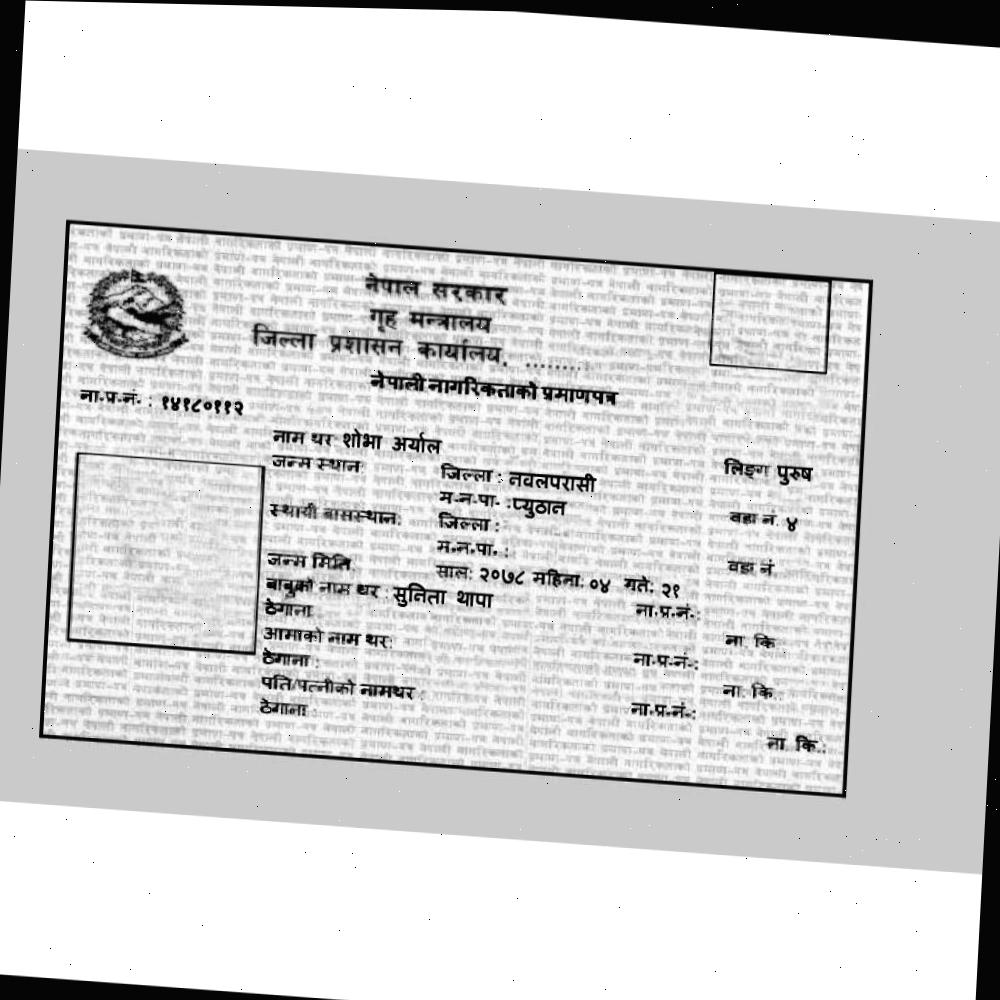 नेपाल सरकार
गृह मन्त्रालय
जिल्ला प्रशासन कार्यालय, .........
नेपाली नागरिकताको प्रमाणपत्र
ना.प्र.नं. : १४१८०११२
नाम थर: शोभा अर्याल लिङ्ग पुरुष
जन्म स्थान: जिल्ला : नवलपरासी
म.न.पा. : प्युठान वडा नं. ४
स्थायी बासस्थान: जिल्ला :
म.न.पा. : वडा नं.
जन्म मिति: साल: २०७८ महिना: ०४ गते: २१
बाबुको नाम थर : सुनिता थापा ना.प्र.नं.:
ठेगाना: ना. कि.:
आमाको नाम थर: ना.प्र.नं.:
ठेगाना : ना. कि.:
पति/पत्नीको नामथर : ना.प्र.नं.:
ठेगाना : ना. कि.: